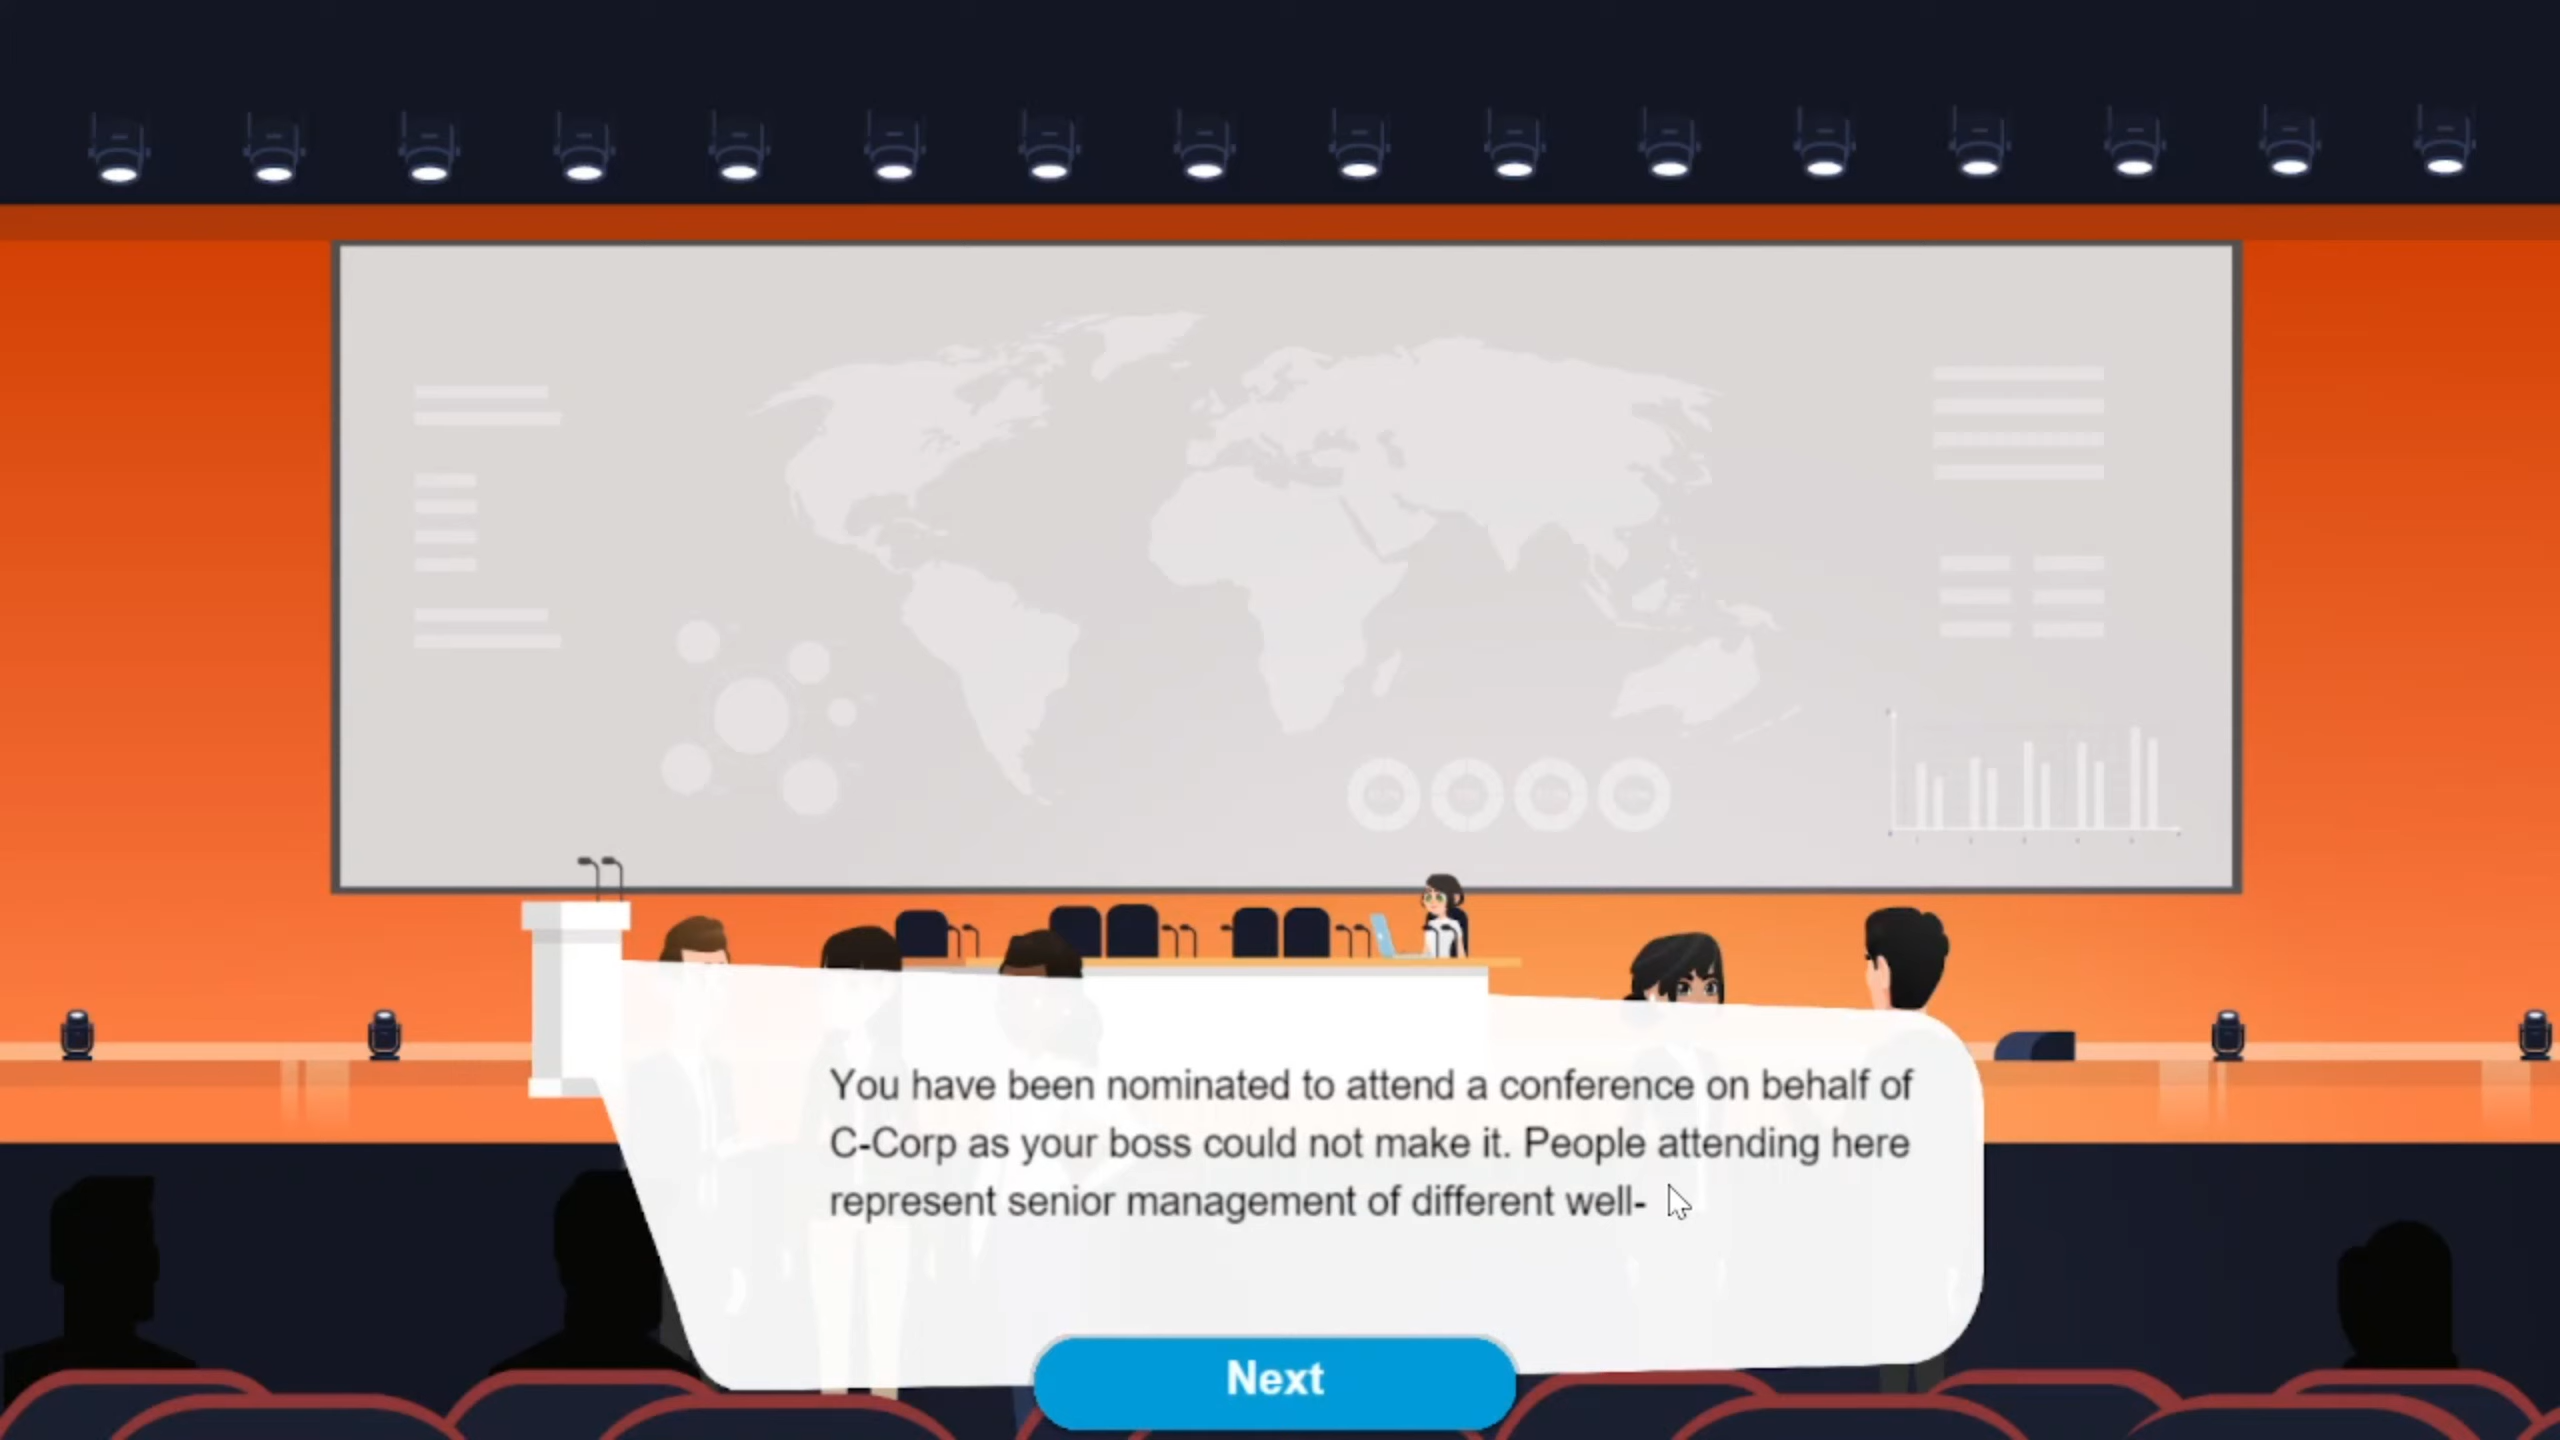 You have been nominated to attend a conference on behalf of
C-Corp as your boss could not make it. People attending here
represent senior management of different well-
Next